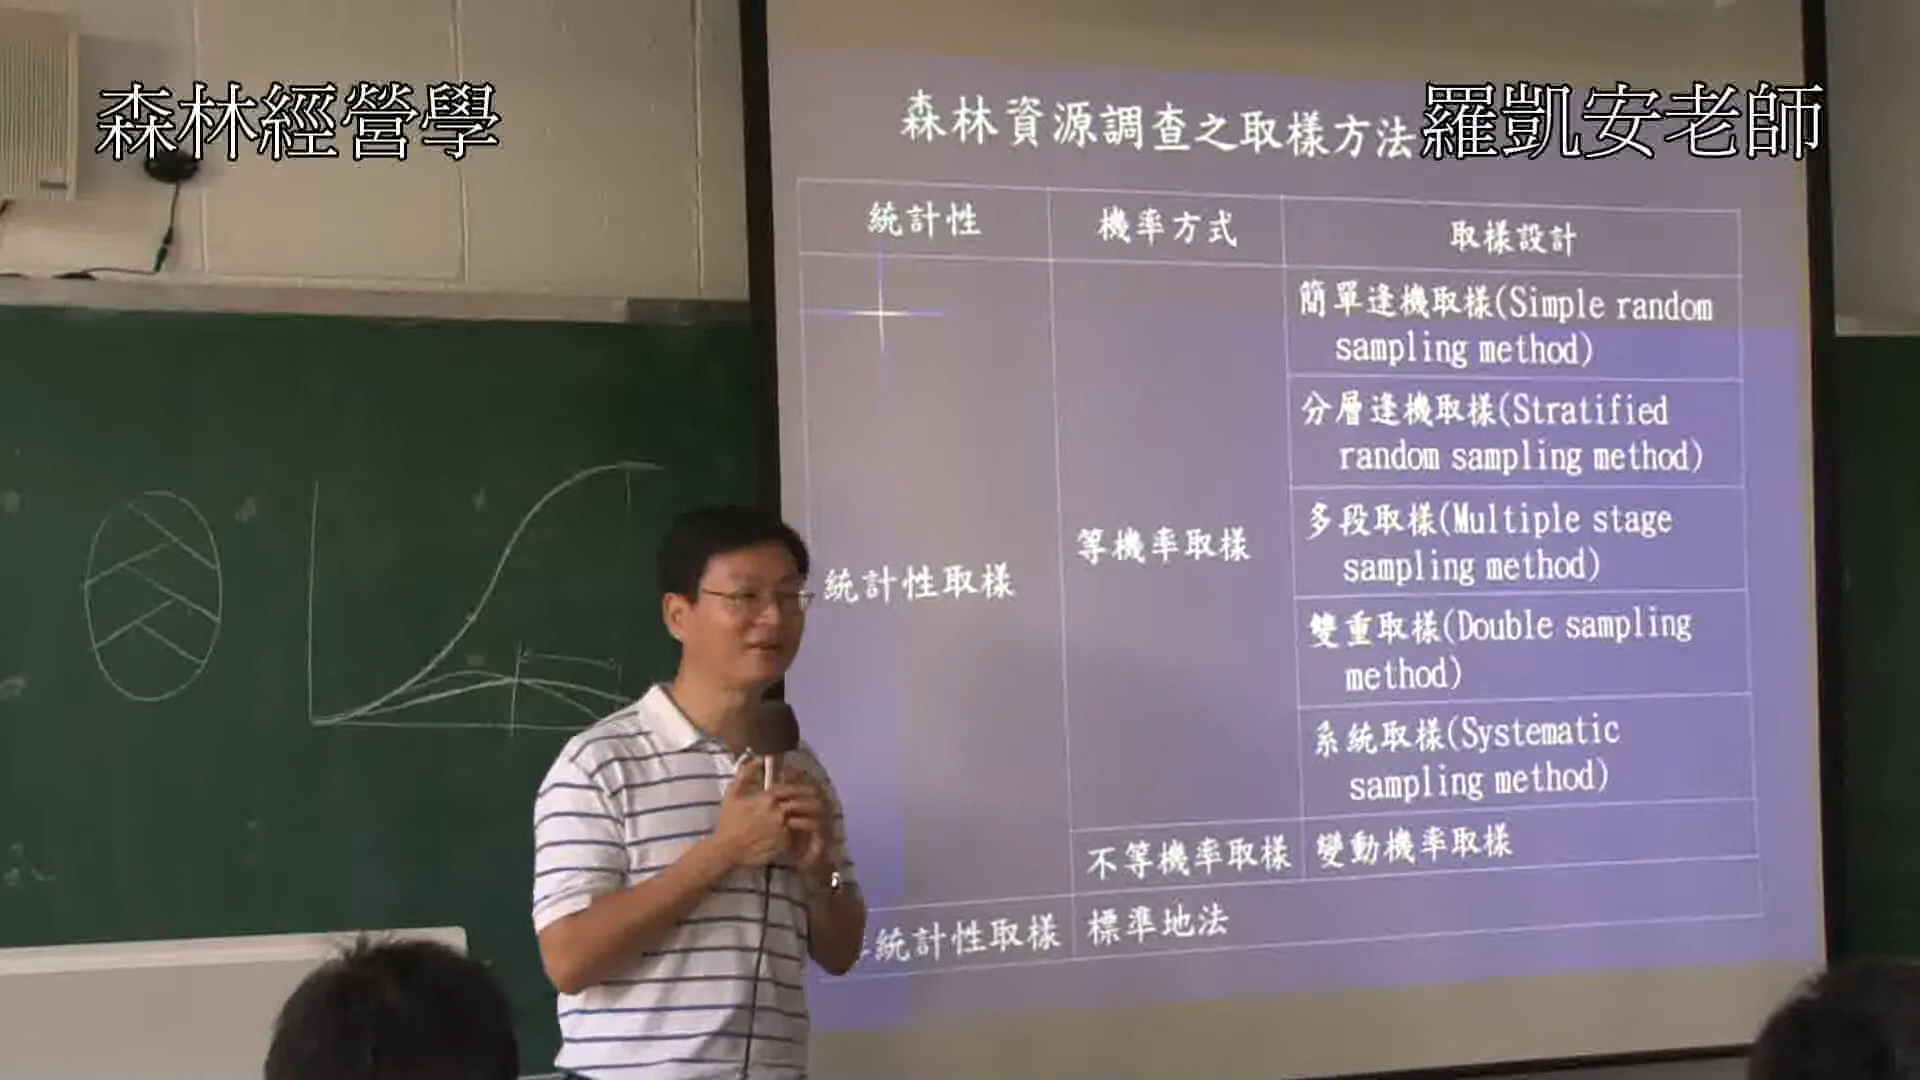 森林經營學
羅凱安老師
森林資源調查之取樣方法
統計性
機率方式
取樣設計
簡單逢機取樣(Simple random
sampling method)
分層逢機取樣(Stratified
random sampling method)
多段取樣(Multiple stage
sampling method)
等機率取樣
統計性取樣
雙重取樣(Double sampling
method)
系統取樣(Systematic
sampling method)
不等機率取樣
變動機率取樣
統計性取樣
標準地法